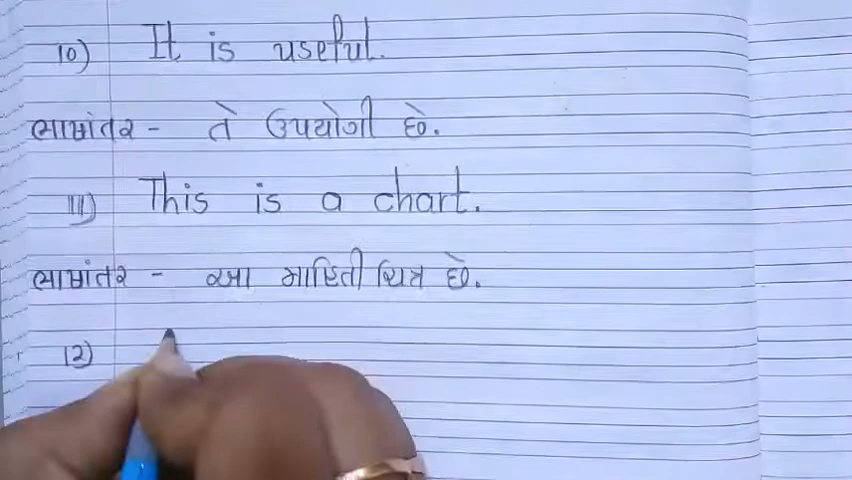 10) It is useful.
ભાષાંતર - તે ઉપયોગી છે.
11) This is a chart.
ભાષાંતર - આ માહિતી ચિત્ર છે.
12)